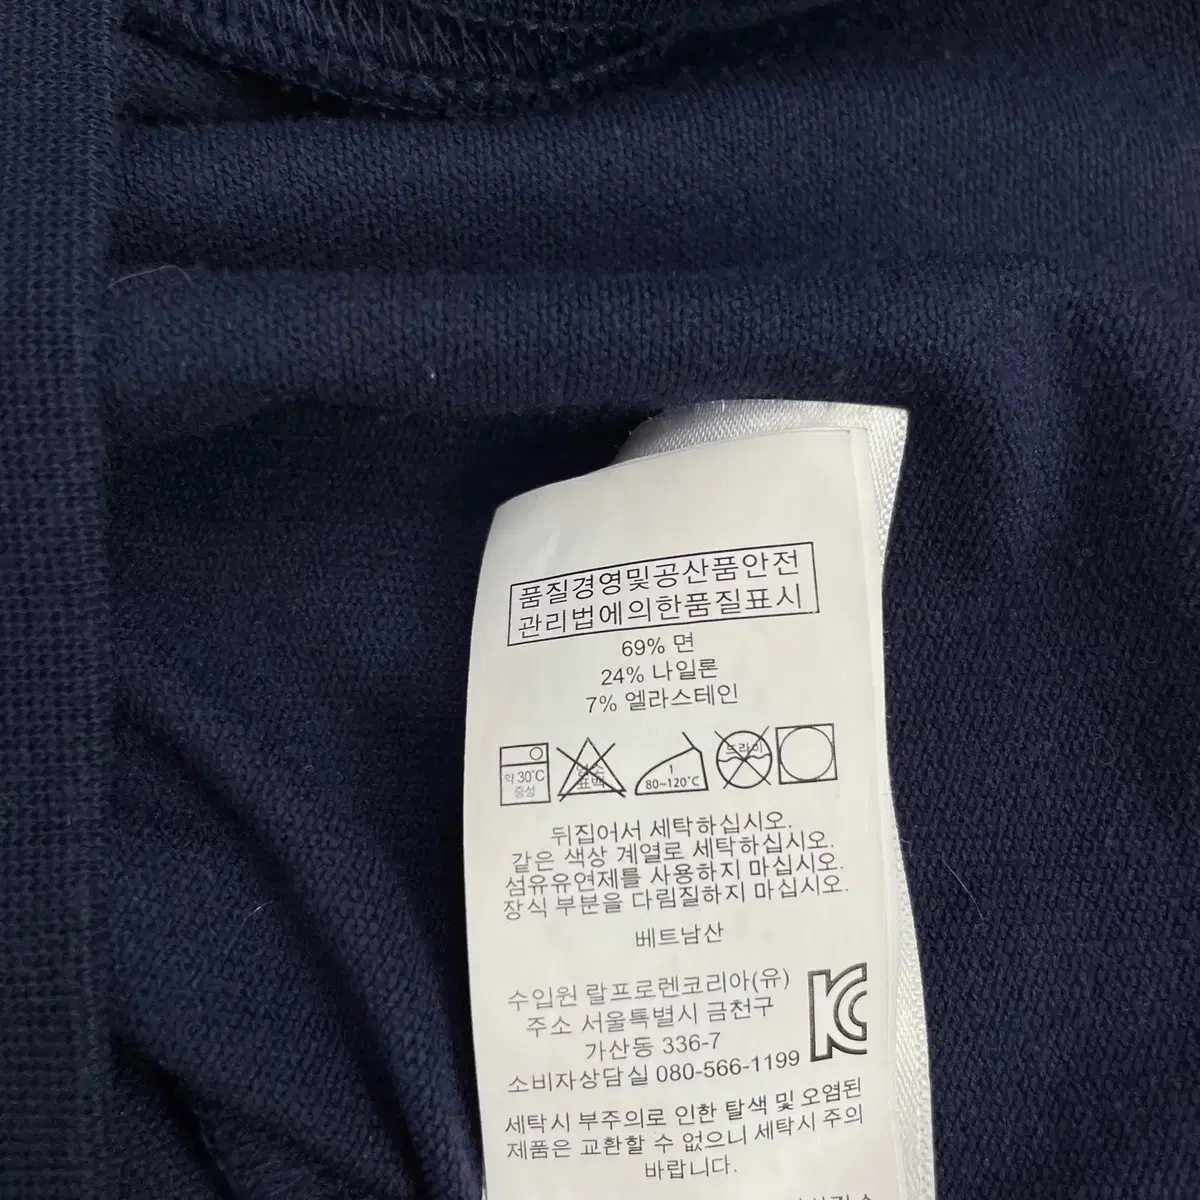 품질경영및공산품안전
관리법에의한품질표시
69% 면
24% 나일론
7% 엘라스테인
약 30℃
중성
염소
표백
1
80~120℃
드라이
뒤집어서 세탁하십시오.
같은 색상 계열로 세탁하십시오.
섬유유연제를 사용하지 마십시오.
장식 부분을 다림질하지 마십시오.
베트남산
수입원 랄프로렌코리아(유)
주소 서울특별시 금천구
가산동 336-7
소비자상담실 080-566-1199
세탁시 부주의로 인한 탈색 및 오염된
제품은 교환할 수 없으니 세탁시 주의
바랍니다.